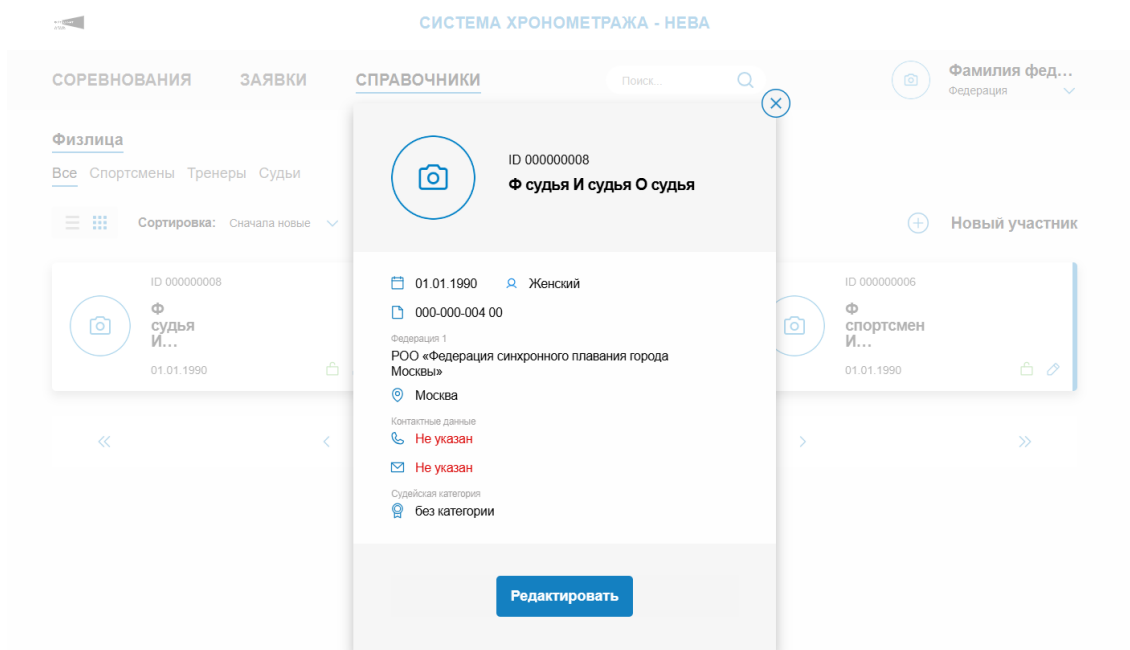 СИСТЕМА ХРОНОМЕТРАЖА - НЕВА
СОРЕВНОВАНИЯ ЗАЯВКИ СПРАВОЧНИКИ Поиск... Фамилия фед...
Федерация
Физлица
Все Спортсмены Тренеры Судьи
Сортировка: Сначала новые
Новый участник
ID 000000008
Ф
судья
И...
01.01.1990
ID 000000008
Ф судья И судья О судья
01.01.1990 Женский
000-000-004 00
Федерация 1
РОО «Федерация синхронного плавания города
Москвы»
Москва
Контактные данные
Не указан
Не указан
Судейская категория
без категории
Редактировать
ID 000000006
Ф
спортсмен
И...
01.01.1990